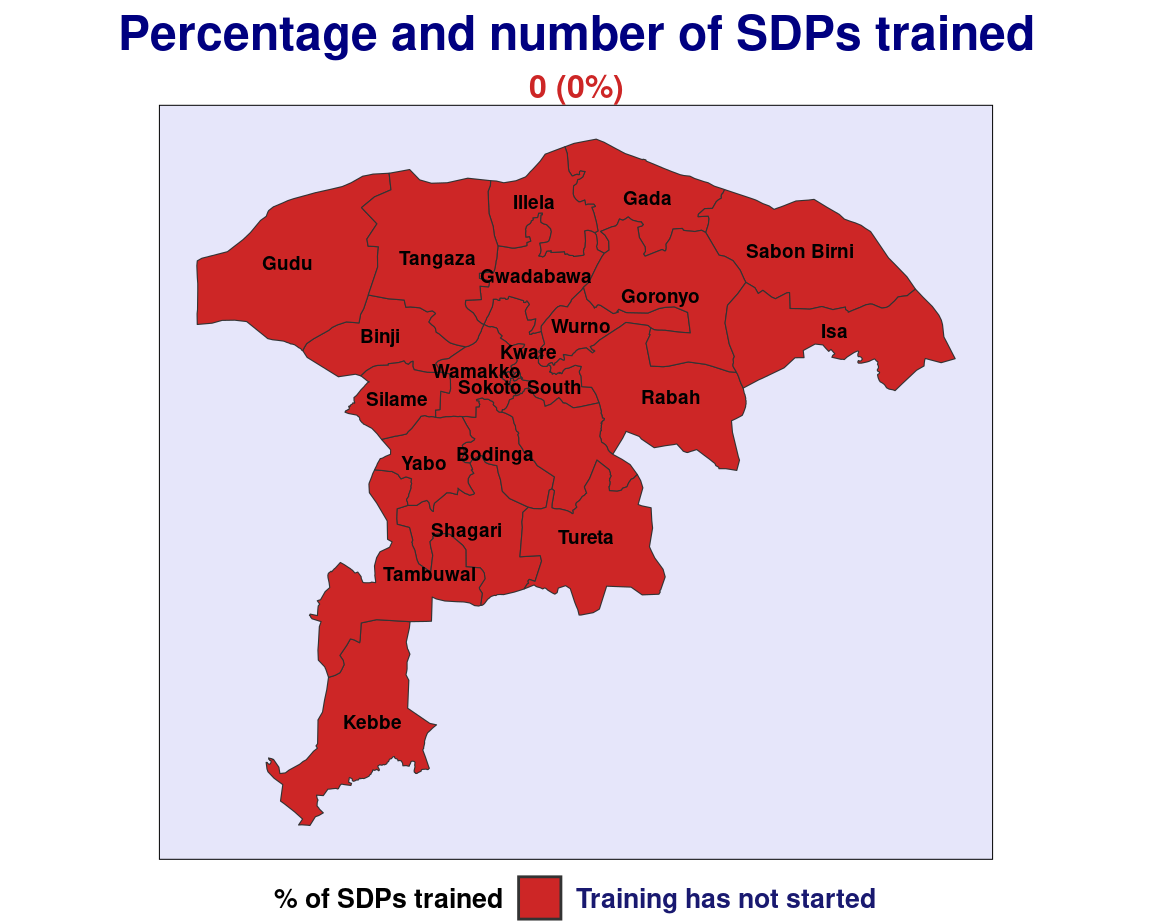 Percentage and number of SDPs trained
0 (0%)
Illela
Gada
Sabon Birni
Gudu
Tangaza
Gwadabawa
Goronyo
Wurno
Isa
Binji
Kware
Wamakko
Sokoto South
Silame
Rabah
Yabo
Bodinga
Shagari
Tureta
Tambuwal
Kebbe
% of SDPs trained Training has not started